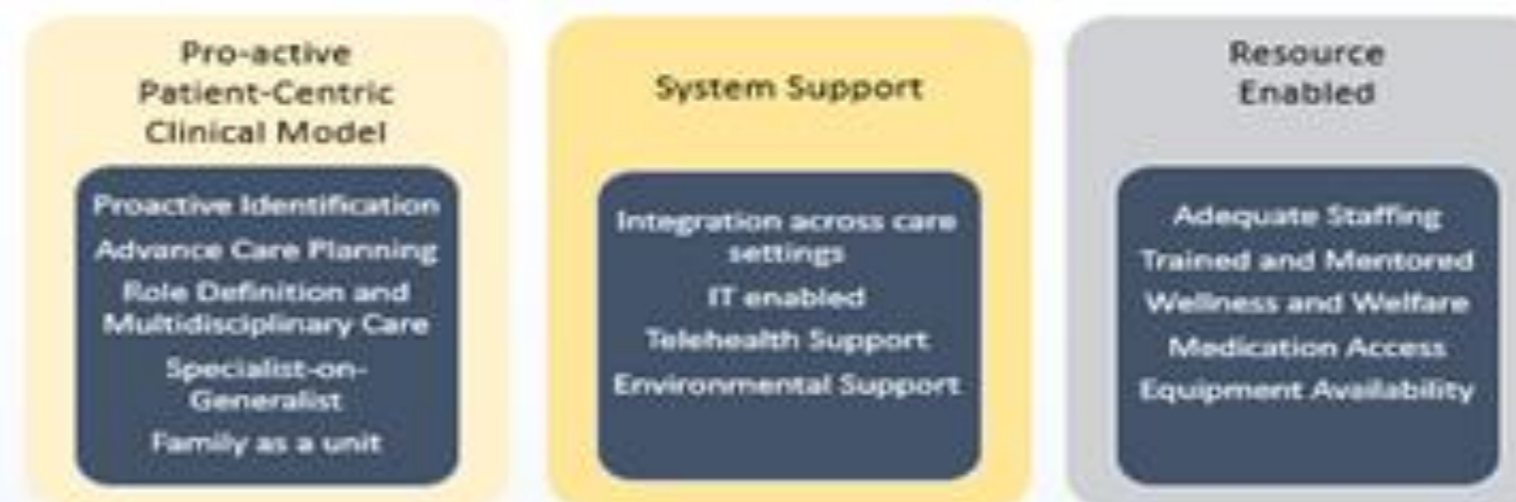 Pro-active
Patient-Centric
Clinical Model
Proactive Identification
Advance Care Planning
Role Definition and
Multidisciplinary Care
Specialist-on-
Generalist
Family as a unit
System Support
Integration across care
settings
IT enabled
Telehealth Support
Environmental Support
Resource
Enabled
Adequate Staffing
Trained and Mentored
Wellness and Welfare
Medication Access
Equipment Availability